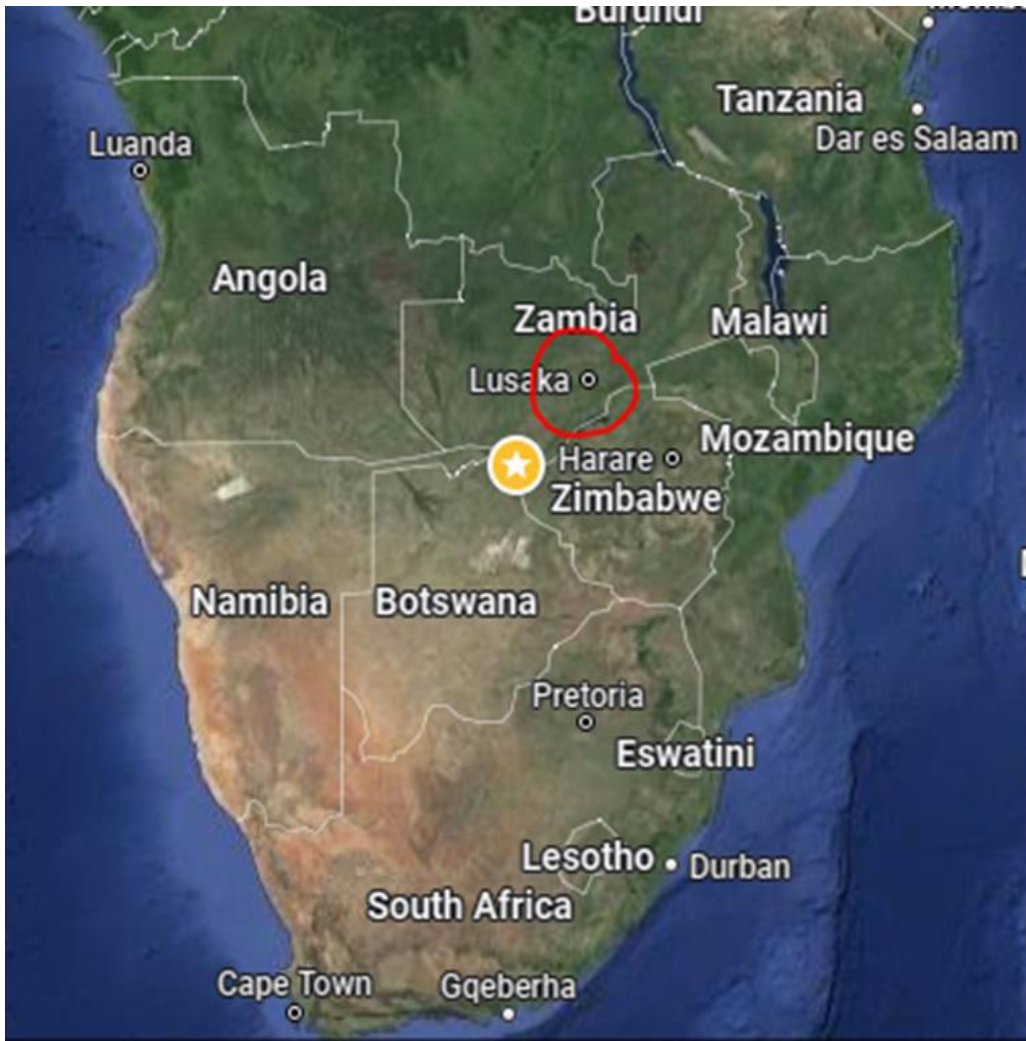 Burundi
Tanzania
Dar es Salaam
Luanda
Angola
Zambia
Malawi
Lusaka
Mozambique
Harare
Zimbabwe
Namibia
Botswana
Pretoria
Eswatini
Lesotho
Durban
South Africa
Cape Town
Gqeberha